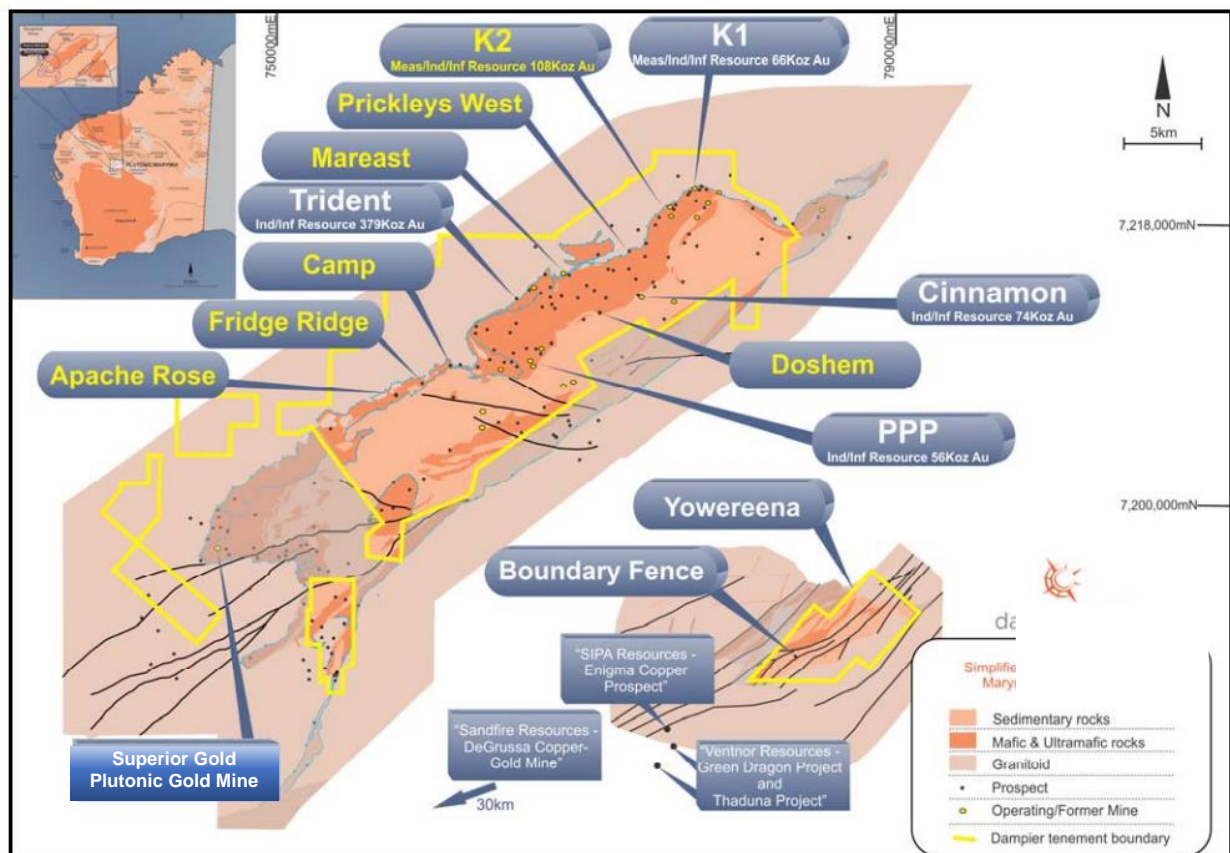 750000mE
790000mE
K2
Meas/Ind/Inf Resource 108Koz Au
K1
Meas/Ind/Inf Resource 66Koz Au
N
5km
Prickleys West
Mareast
Trident
Ind/Inf Resource 379Koz Au
7,218,000mN
Camp
Cinnamon
Ind/Inf Resource 74Koz Au
Fridge Ridge
Doshem
Apache Rose
PPP
Ind/Inf Resource 56Koz Au
Yowereena
7,200,000mN
Boundary Fence
da
"SIPA Resources -
Enigma Copper
Prospect"
"Sandfire Resources -
DeGrussa Copper-
Gold Mine"
"Ventnor Resources -
Green Dragon Project
and
Thaduna Project"
30km
Superior Gold
Plutonic Gold Mine
Simplifie
Mary
Sedimentary rocks
Mafic & Ultramafic rocks
Granitoid
Prospect
Operating/Former Mine
Dampier tenement boundary